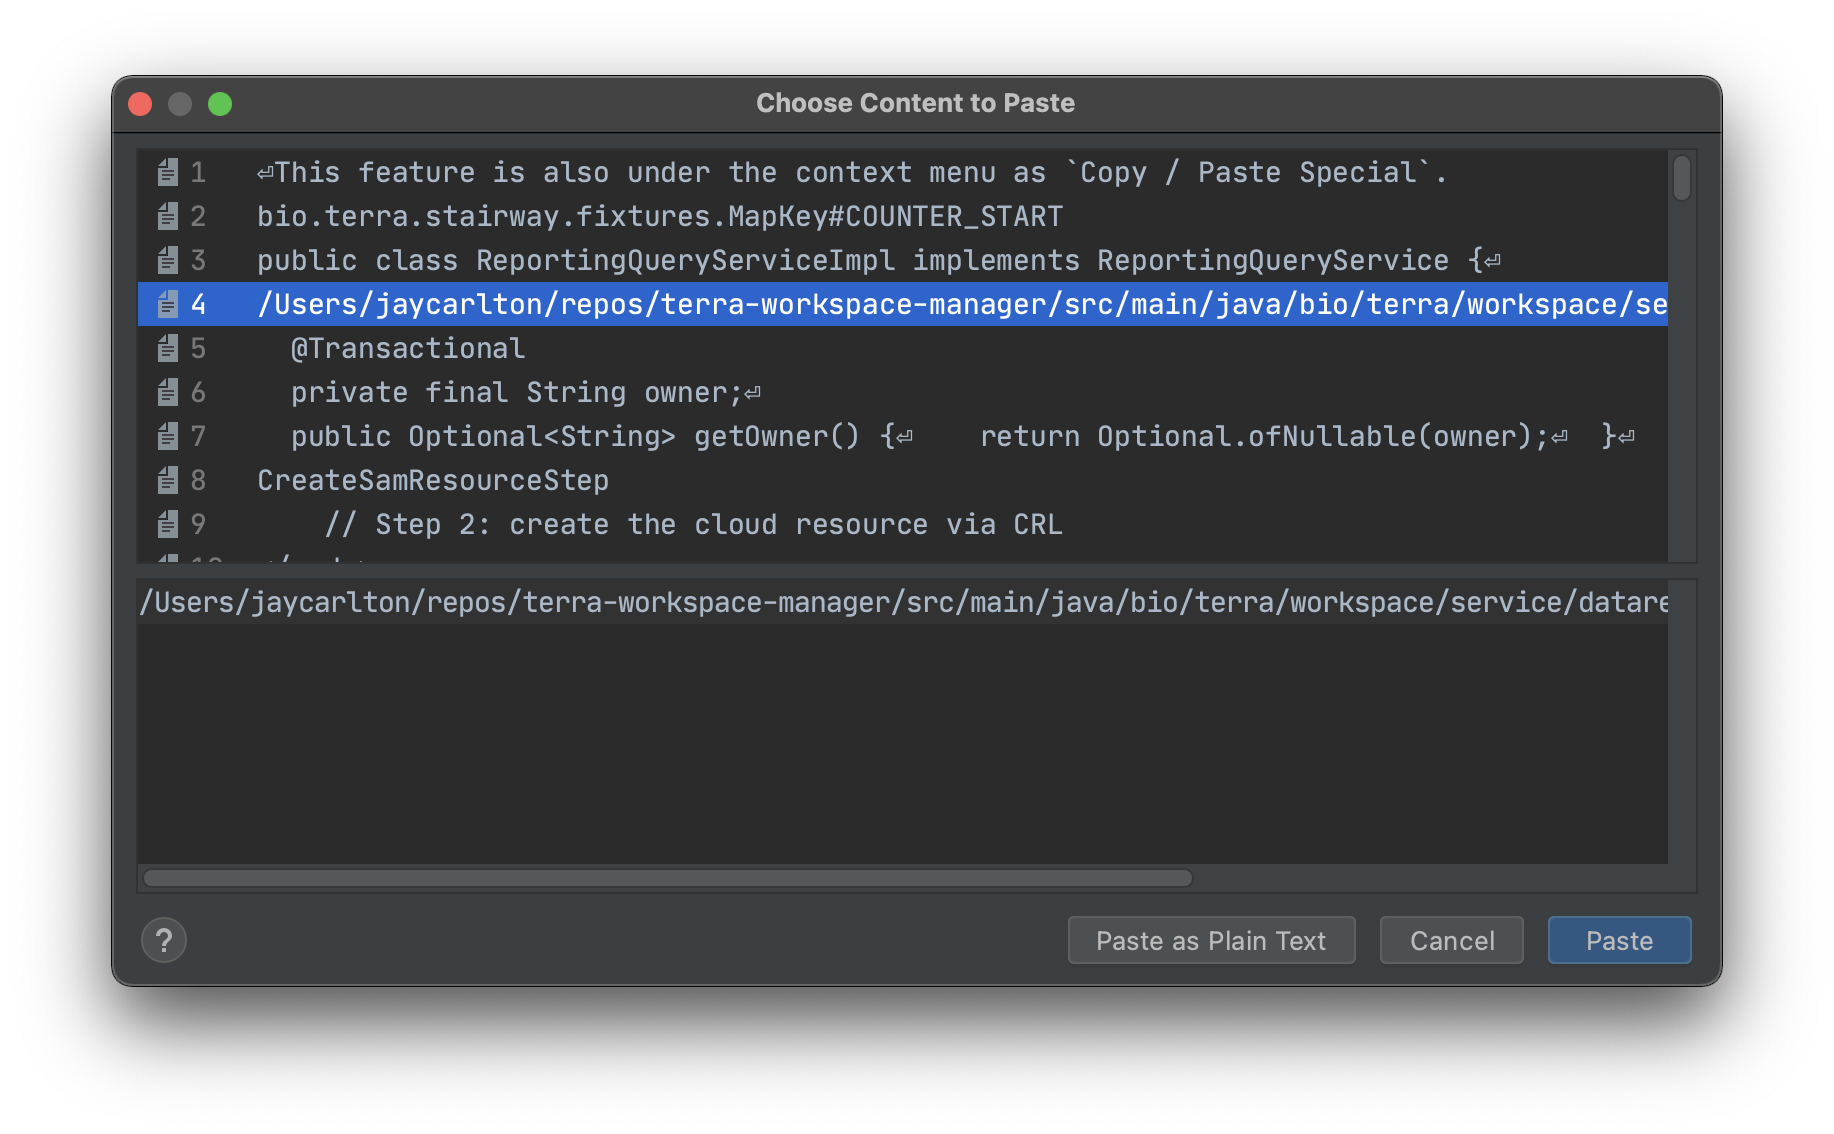 Choose Content to Paste
1 ⏎This feature is also under the context menu as `Copy / Paste Special`.
2 bio.terra.stairway.fixtures.MapKey#COUNTER_START
3 public class ReportingQueryServiceImpl implements ReportingQueryService {⏎
4 /Users/jaycarlton/repos/terra-workspace-manager/src/main/java/bio/terra/workspace/se
5 @Transactional
6 private final String owner;⏎
7 public Optional<String> getOwner() {⏎ return Optional.ofNullable(owner);⏎ }⏎
8 CreateSamResourceStep
9 // Step 2: create the cloud resource via CRL
/Users/jaycarlton/repos/terra-workspace-manager/src/main/java/bio/terra/workspace/service/datare
? Paste as Plain Text Cancel Paste